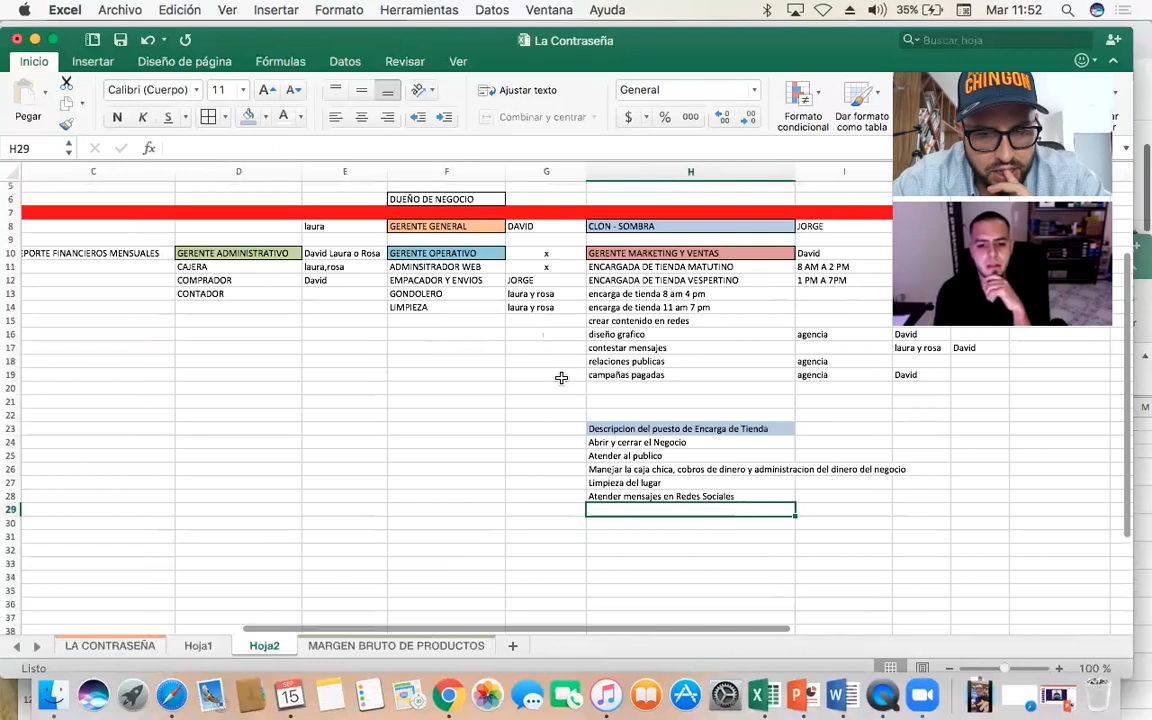 Excel Archivo Edición Ver Insertar Formato Herramientas Datos Ventana Ayuda 35% Mar 11:52
La Contraseña Buscar hoja
Inicio Insertar Diseño de página Fórmulas Datos Revisar Ver
Pegar Calibri (Cuerpo) 11 A A Ajustar texto General Formato condicional Dar formato como tabla
N K S A Combinar y centrar $ % 000
CHINGON
H29 fx
C D E F G H I
5
6 DUEÑO DE NEGOCIO
7
8 laura GERENTE GENERAL DAVID CLON - SOMBRA JORGE
9
10 EPORTE FINANCIEROS MENSUALES GERENTE ADMINISTRATIVO David Laura o Rosa GERENTE OPERATIVO x GERENTE MARKETING Y VENTAS David
11 CAJERA laura,rosa ADMINSITRADOR WEB x ENCARGADA DE TIENDA MATUTINO 8 AM A 2 PM
12 COMPRADOR David EMPACADOR Y ENVIOS JORGE ENCARGADA DE TIENDA VESPERTINO 1 PM A 7PM
13 CONTADOR GONDOLERO laura y rosa encarga de tienda 8 am 4 pm
14 LIMPIEZA laura y rosa encarga de tienda 11 am 7 pm
15 crear contenido en redes
16 diseño grafico agencia David
17 contestar mensajes laura y rosa David
18 relaciones publicas agencia
19 campañas pagadas agencia David
20
21
22
23 Descripcion del puesto de Encarga de Tienda
24 Abrir y cerrar el Negocio
25 Atender al publico
26 Manejar la caja chica, cobros de dinero y administracion del dinero del negocio
27 Limpieza del lugar
28 Atender mensajes en Redes Sociales
29
30
31
32
33
34
35
36
37
38
LA CONTRASEÑA Hoja1 Hoja2 MARGEN BRUTO DE PRODUCTOS +
Listo 100 %
SEP
15